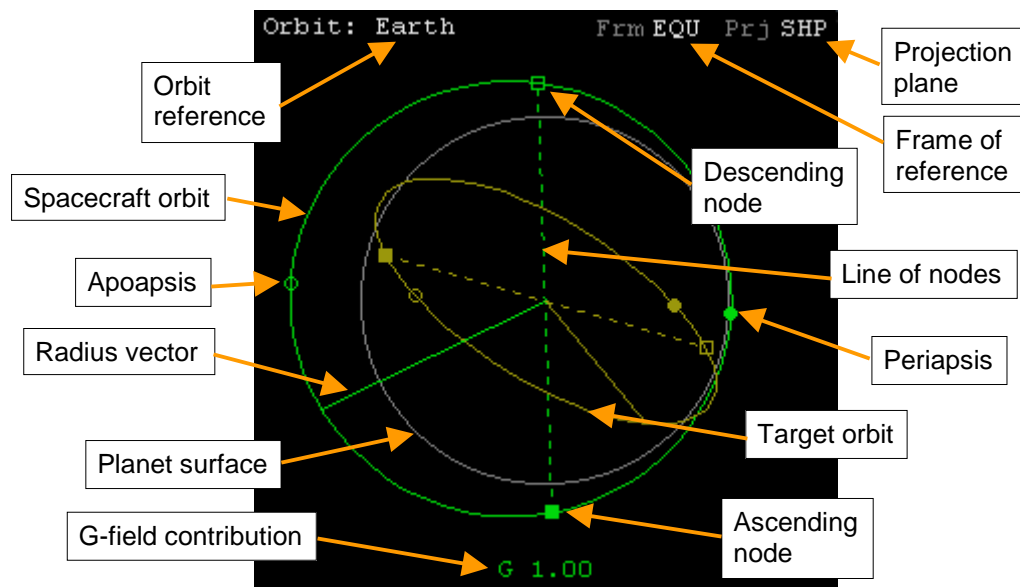 Orbit: Earth
Frm EQU Prj SHP
Projection
plane
Orbit
reference
Frame of
reference
Descending
node
Spacecraft orbit
Apoapsis
Line of nodes
Radius vector
Periapsis
Planet surface
Target orbit
G-field contribution
Ascending
node
G 1.00